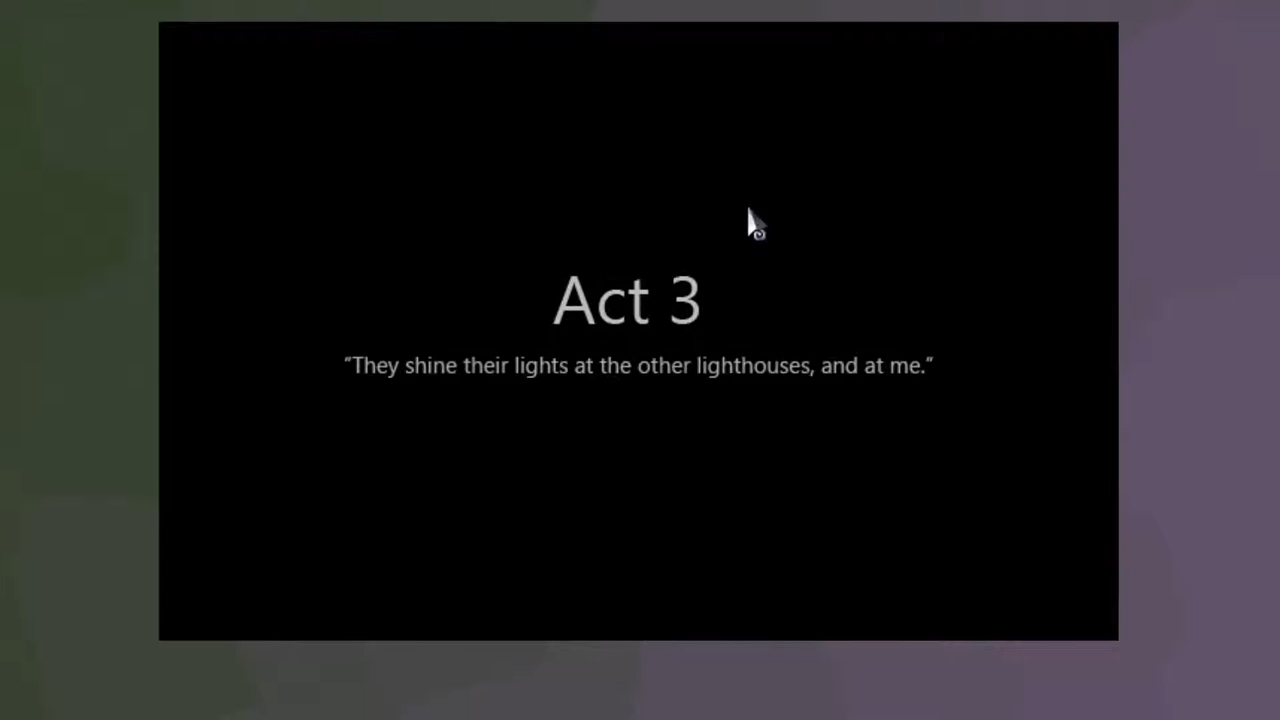 Act 3
“They shine their lights at the other lighthouses, and at me.”